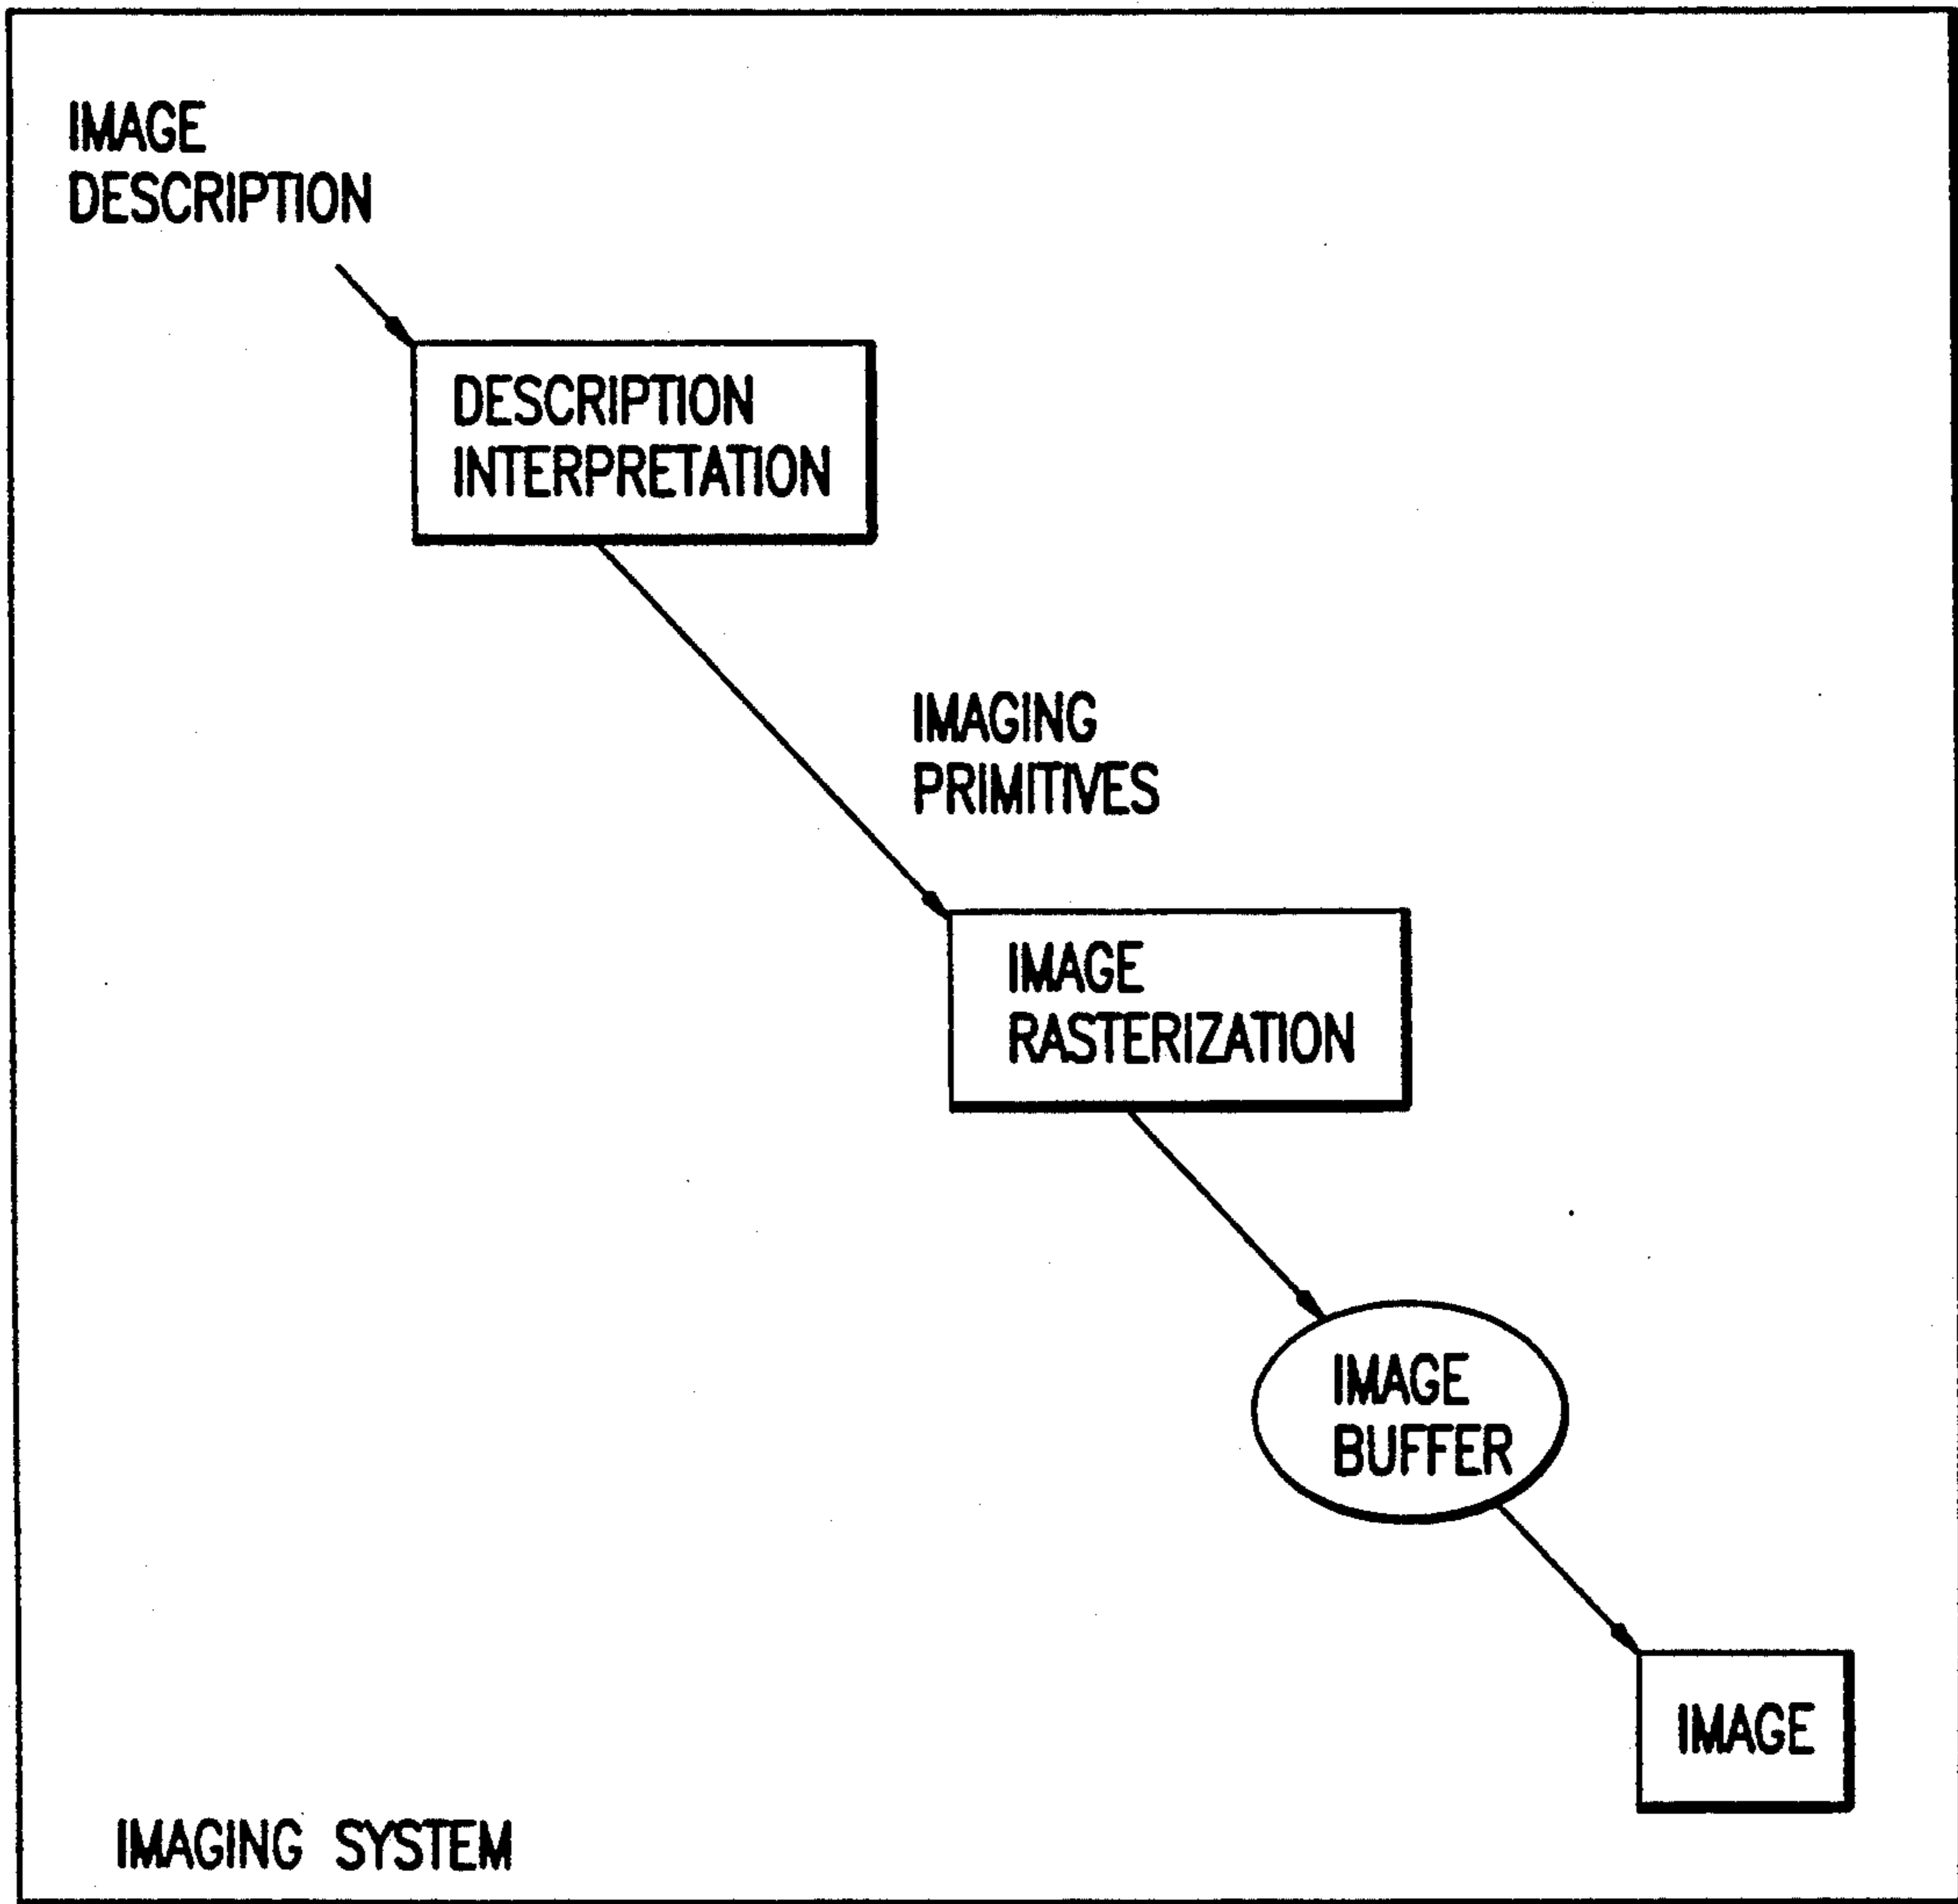 IMAGE
DESCRIPTION
DESCRIPTION
INTERPRETATION
IMAGING
PRIMITIVES
IMAGE
RASTERIZATION
IMAGE
BUFFER
IMAGE
IMAGING SYSTEM